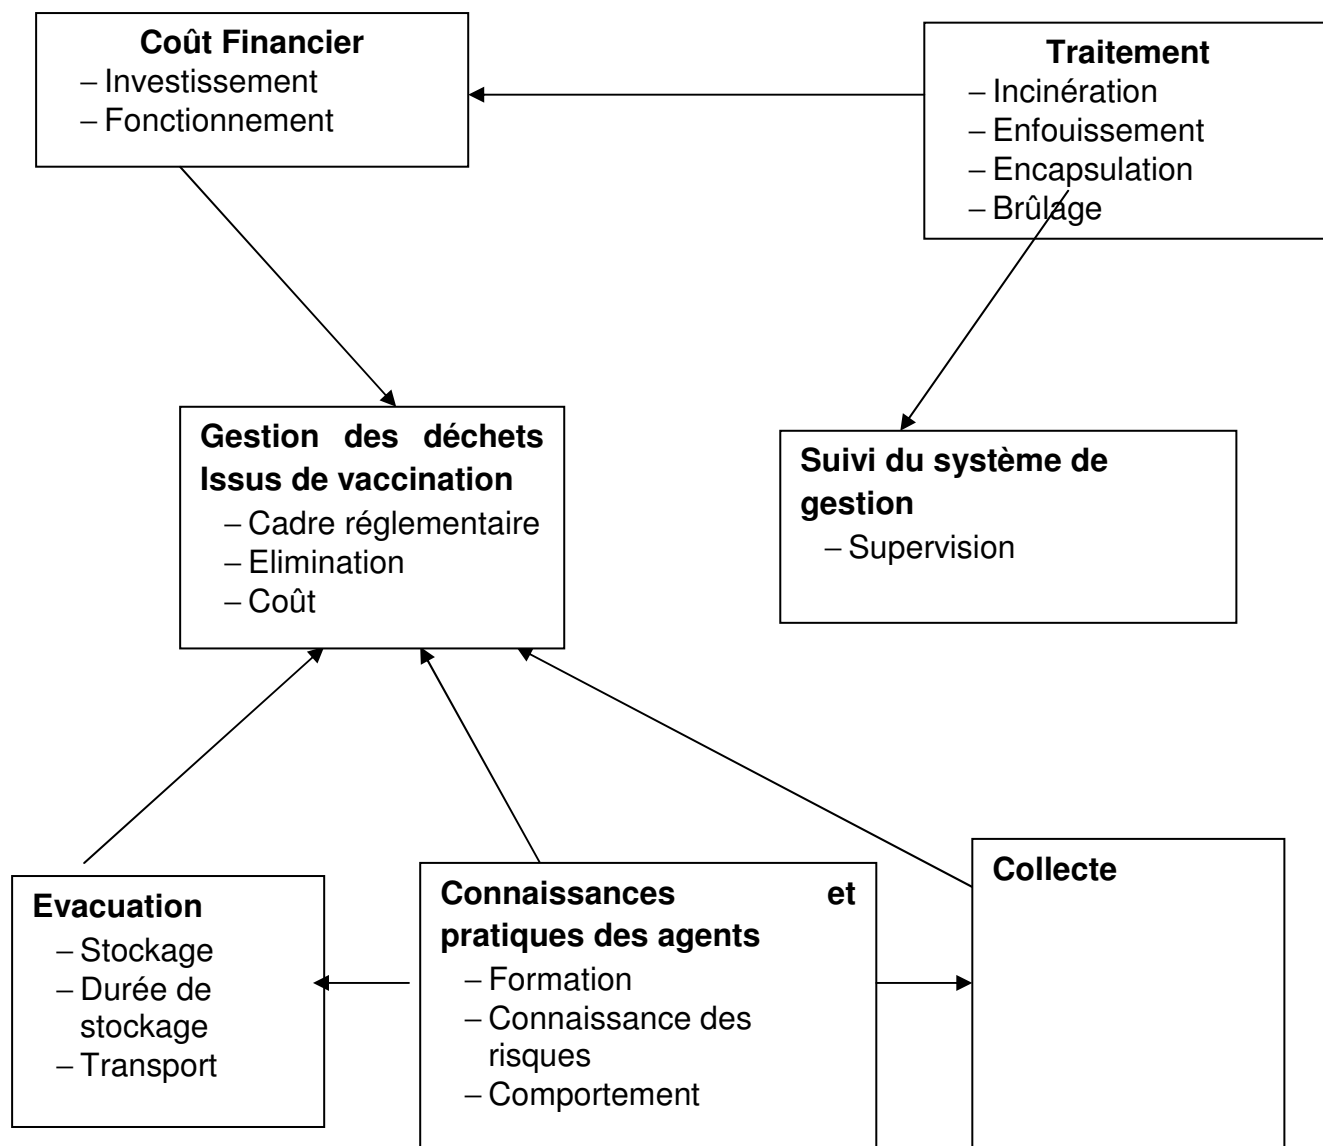 Coût Financier
– Investissement
– Fonctionnement
Traitement
– Incinération
– Enfouissement
– Encapsulation
– Brûlage
Gestion des déchets
Issus de vaccination
– Cadre réglementaire
– Elimination
– Coût
Suivi du système de
gestion
– Supervision
Evacuation
– Stockage
– Durée de
stockage
– Transport
Connaissances et
pratiques des agents
– Formation
– Connaissance des
risques
– Comportement
Collecte